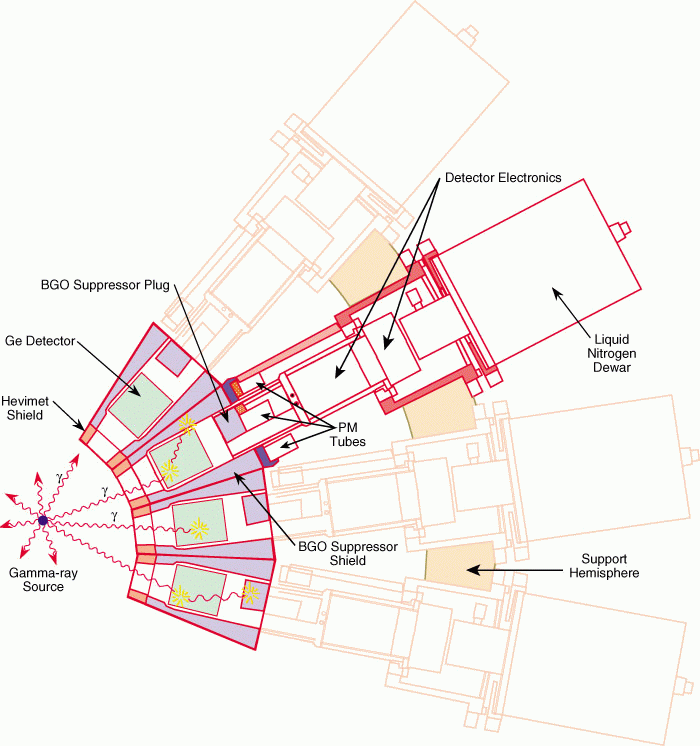 Detector Electronics
BGO Suppressor Plug
Ge Detector
Liquid
Nitrogen
Dewar
Hevimet
Shield
PM
Tubes
γ
γ
γ
BGO Suppressor
Shield
Support
Hemisphere
Gamma-ray
Source